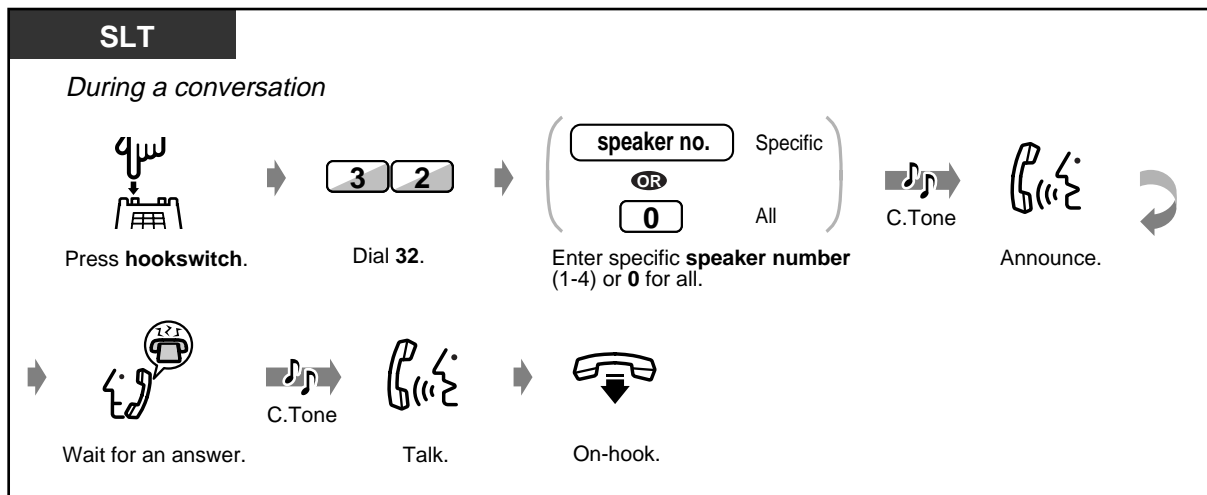 SLT
During a conversation
speaker no. Specific
OR
3 2
0 All
C.Tone
Press hookswitch.
Dial 32.
Enter specific speaker number
(1-4) or 0 for all.
Announce.
C.Tone
Wait for an answer.
Talk.
On-hook.